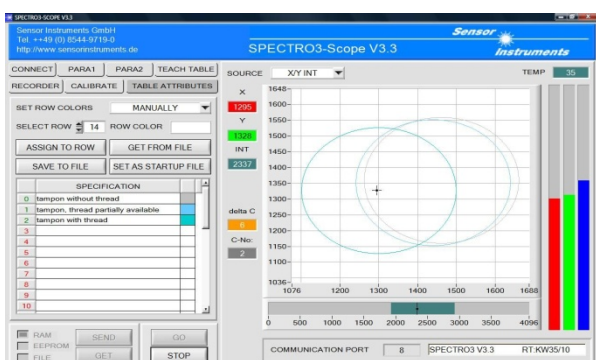 SPECTRO3-SCOPE V3.3
Sensor Instruments GmbH
Tel. ++49 (0) 8544-9719-0
http://www.sensorinstruments.de
SPECTRO3-Scope V3.3
Sensor Instruments
CONNECT PARA1 PARA2 TEACH TABLE
RECORDER CALIBRATE TABLE ATTRIBUTES
SET ROW COLORS MANUALLY
SELECT ROW 14 ROW COLOR
ASSIGN TO ROW GET FROM FILE
SAVE TO FILE SET AS STARTUP FILE
SPECIFICATION
0 tampon without thread
1 tampon, thread partially available
2 tampon with thread
3
4
5
6
7
8
9
10
RAM
EEPROM
FILE
SEND GO
GET STOP
SOURCE X/Y INT TEMP 35
X
1295
Y
1328
INT
2337
delta C
6
C-No:
2
1648
1600
1550
1500
1450
1400
1350
1300
1250
1200
1150
1100
1036
1076 1200 1300 1400 1500 1600 1688
0 500 1000 1500 2000 2500 3000 3500 4096
COMMUNICATION PORT 8 SPECTRO3 V3.3 RT:KW35/10